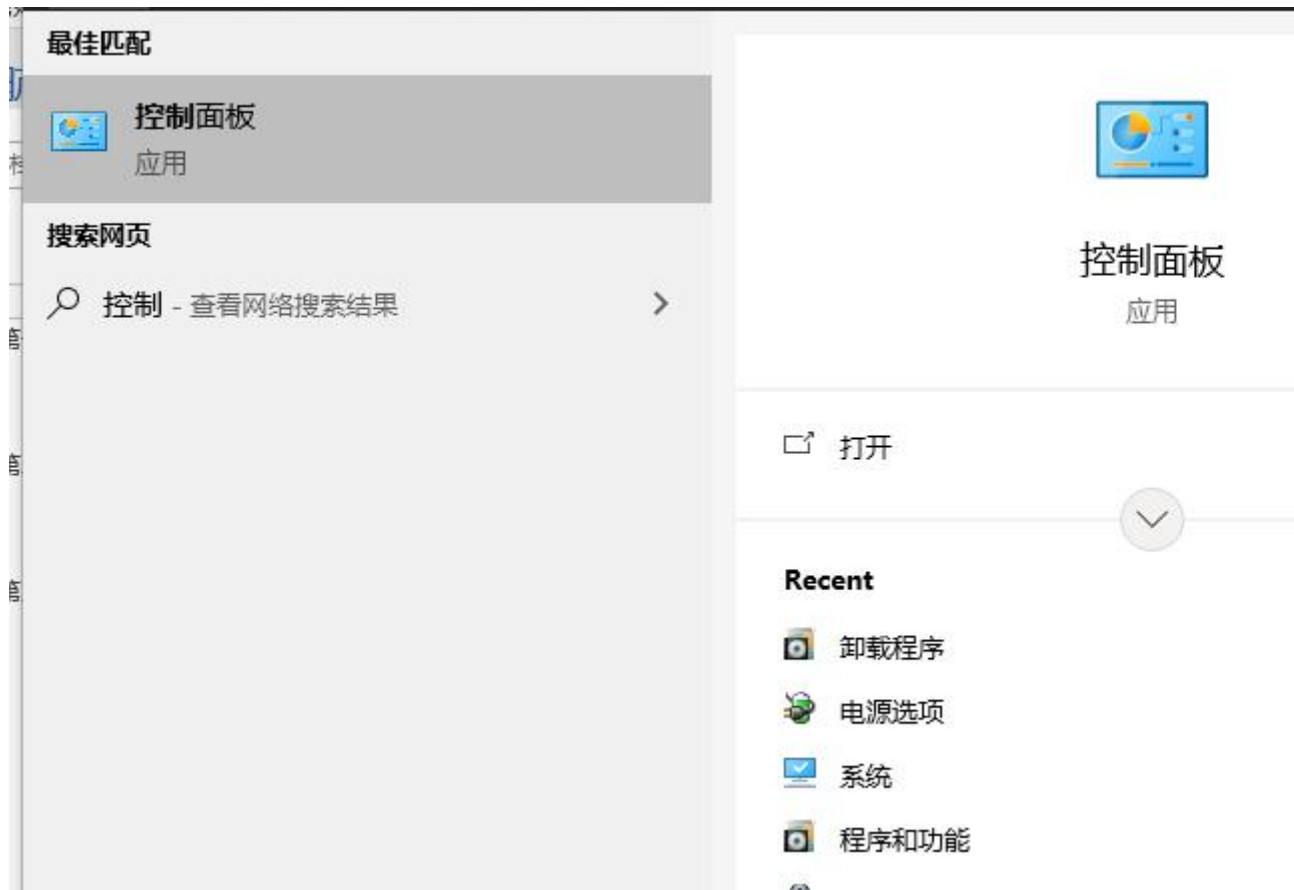 最佳匹配
控制面板
应用
搜索网页
控制 - 查看网络搜索结果
控制面板
应用
打开
Recent
卸载程序
电源选项
系统
程序和功能